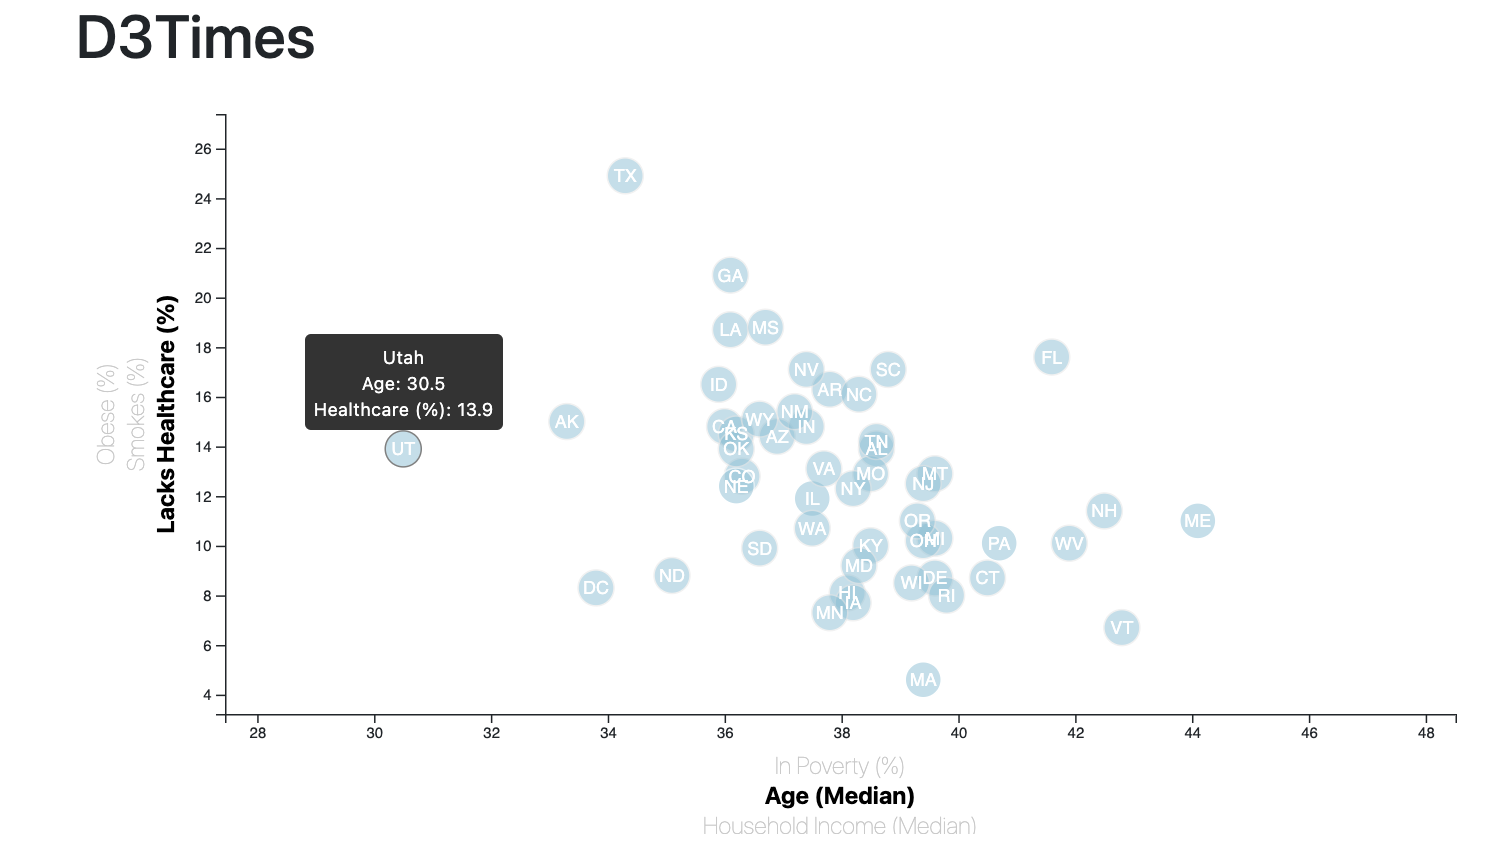 D3Times
26
24
22
20
18
16
14
12
10
8
6
4
Obese (%)
Smokes (%)
Lacks Healthcare (%)
TX
GA
LA
MS
Utah
Age: 30.5
Healthcare (%): 13.9
UT
FL
NV
SC
ID
AR
NC
AK
NM
WY
CA
KS
IN
AZ
OK
TN
AL
VA
MO
MT
CO
NE
NY
NJ
IL
NH
ME
WA
OR
OH
MI
PA
WV
SD
KY
MD
ND
DC
WI
DE
CT
HI
IA
RI
MN
VT
MA
28
30
32
34
36
38
40
42
44
46
48
In Poverty (%)
Age (Median)
Household Income (Median)